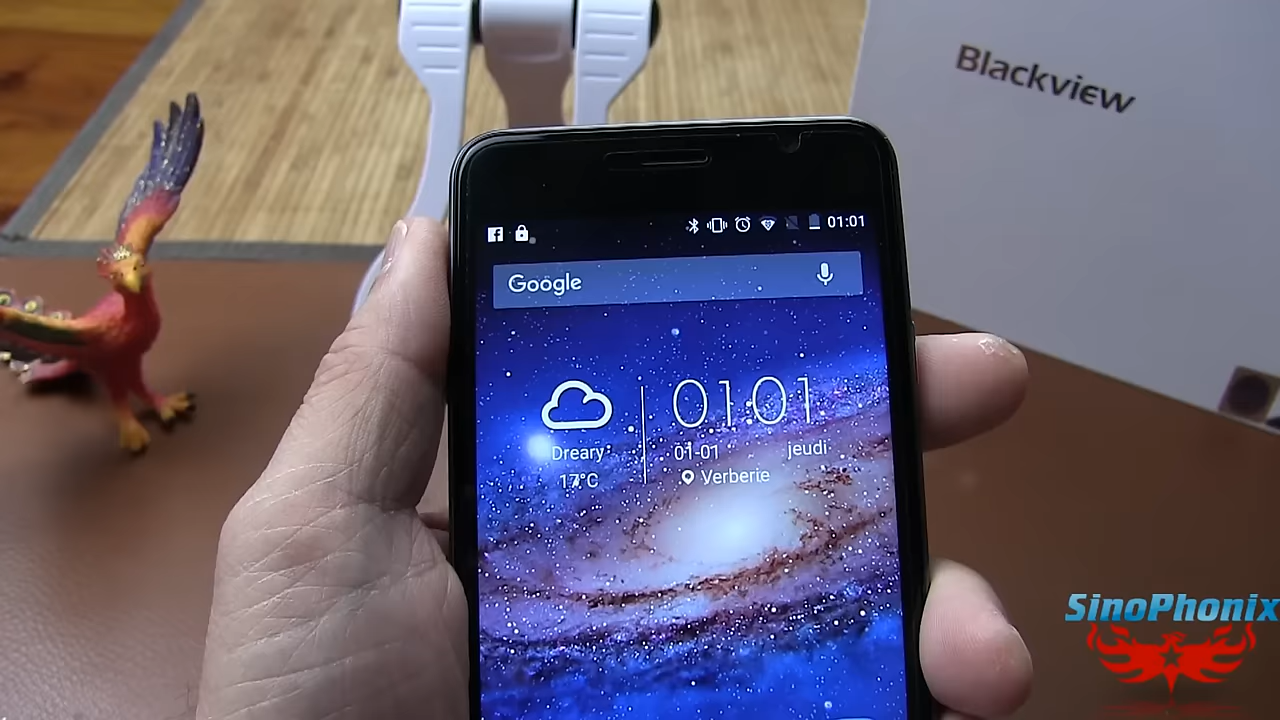 Blackview
01:01
Google
01:01
Dreary
01-01
jeudi
17°C
Verberie
SinoPhonix